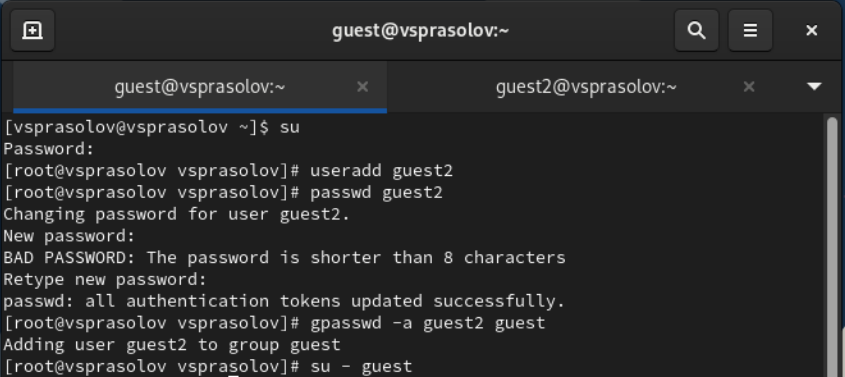 guest@vsprasolov:~
guest@vsprasolov:~
guest2@vsprasolov:~
[vsprasolov@vsprasolov ~]$ su
Password:
[root@vsprasolov vsprasolov]# useradd guest2
[root@vsprasolov vsprasolov]# passwd guest2
Changing password for user guest2.
New password:
BAD PASSWORD: The password is shorter than 8 characters
Retype new password:
passwd: all authentication tokens updated successfully.
[root@vsprasolov vsprasolov]# gpasswd -a guest2 guest
Adding user guest2 to group guest
[root@vsprasolov vsprasolov]# su - guest